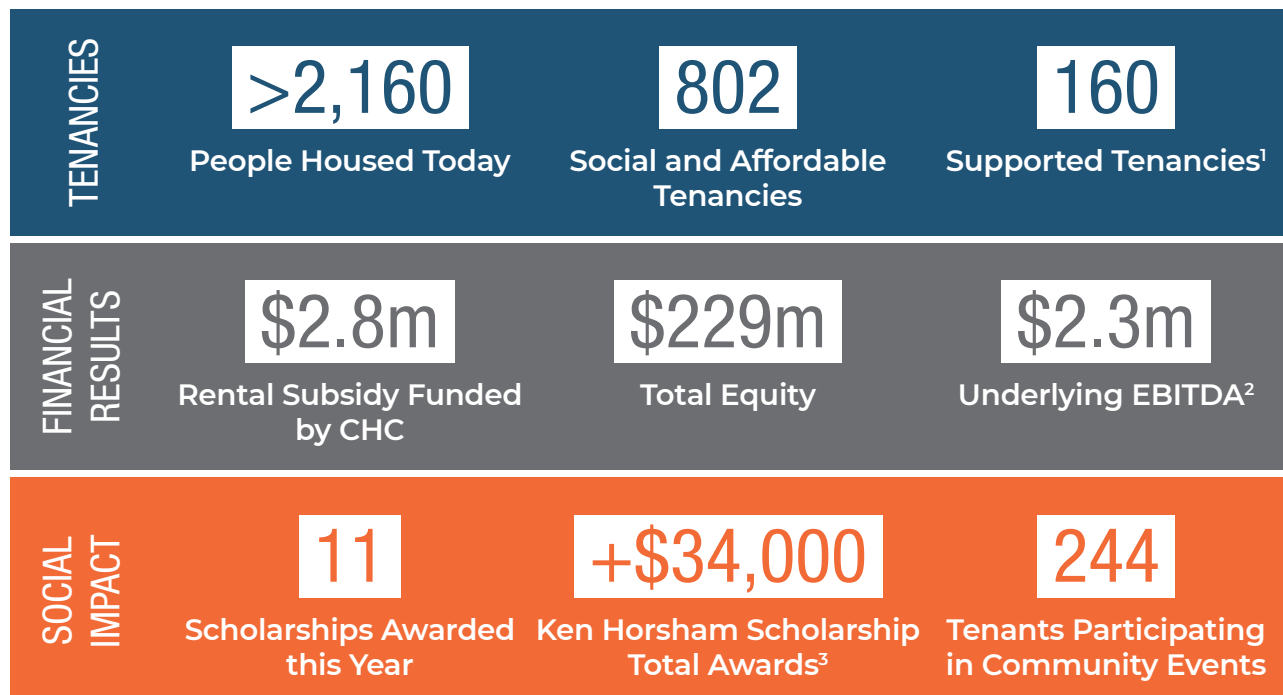 TENANCIES
>2,160
People Housed Today
802
Social and Affordable
Tenancies
160
Supported Tenancies¹
FINANCIAL
RESULTS
$2.8m
Rental Subsidy Funded
by CHC
$229m
Total Equity
$2.3m
Underlying EBITDA²
SOCIAL
IMPACT
11
Scholarships Awarded
this Year
+$34,000
Ken Horsham Scholarship
Total Awards³
244
Tenants Participating
in Community Events